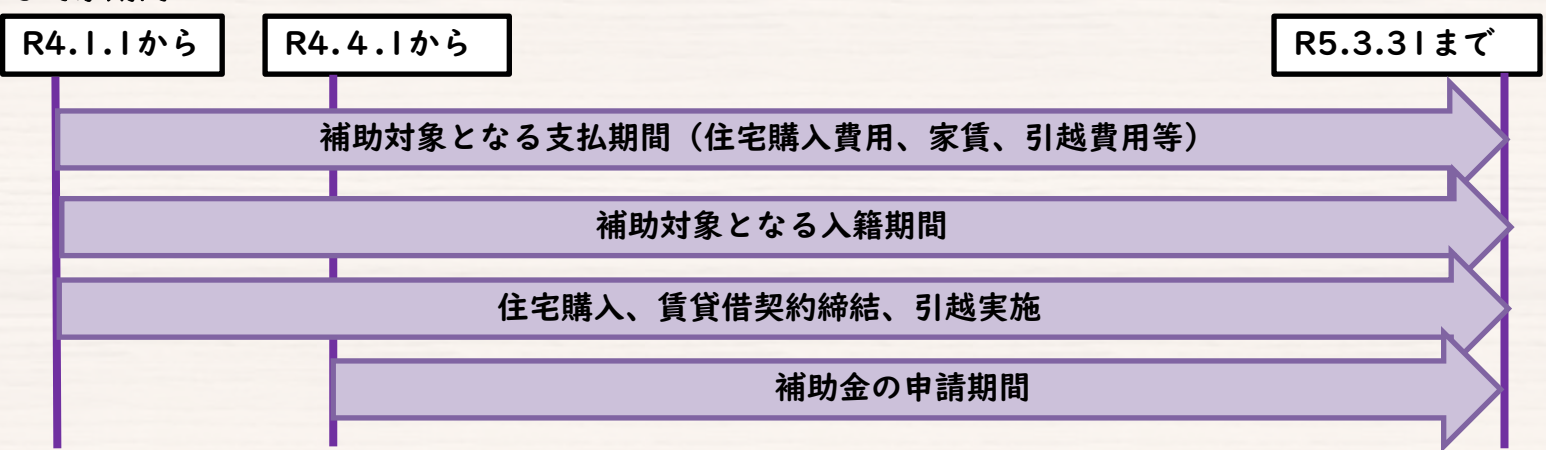 R4.1.1から
R4.4.1から
R5.3.31まで
補助対象となる支払期間（住宅購入費用、家賃、引越費用等）
補助対象となる入籍期間
住宅購入、賃貸借契約締結、引越実施
補助金の申請期間